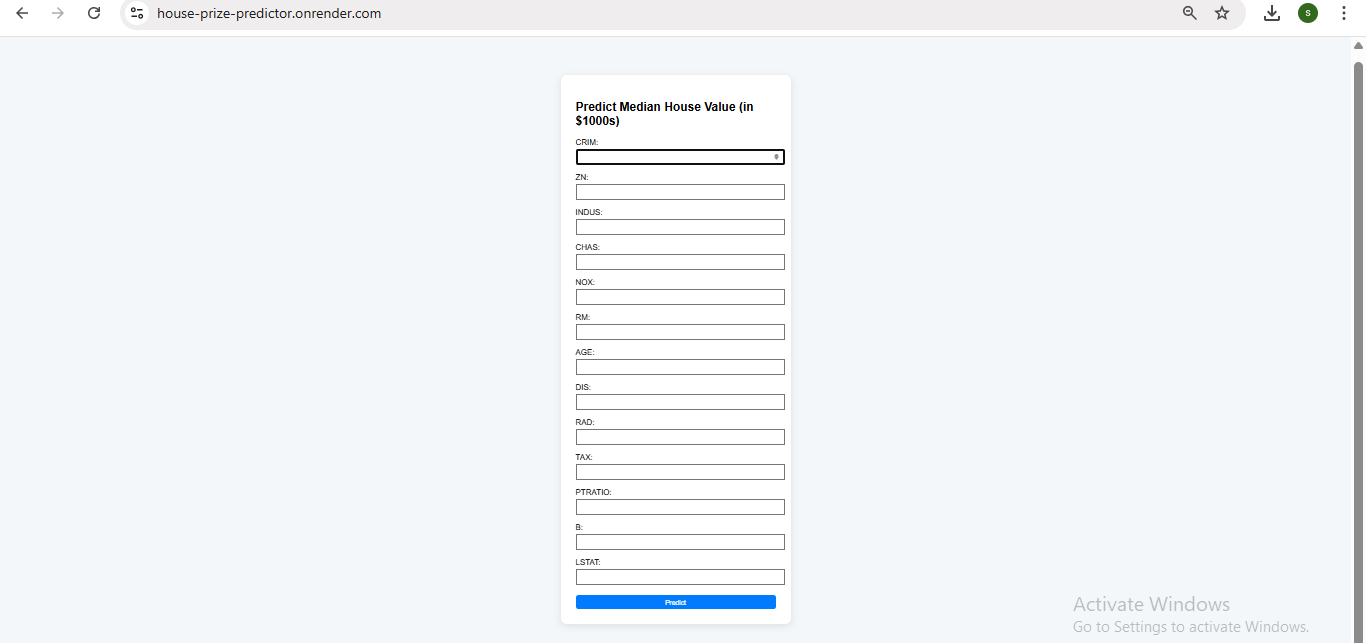 house-prize-predictor.onrender.com
S
Predict Median House Value (in
$1000s)
CRIM:
ZN:
INDUS:
CHAS:
NOX:
RM:
AGE:
DIS:
RAD:
TAX:
PTRATIO:
B:
LSTAT:
Predict
Activate Windows
Go to Settings to activate Windows.